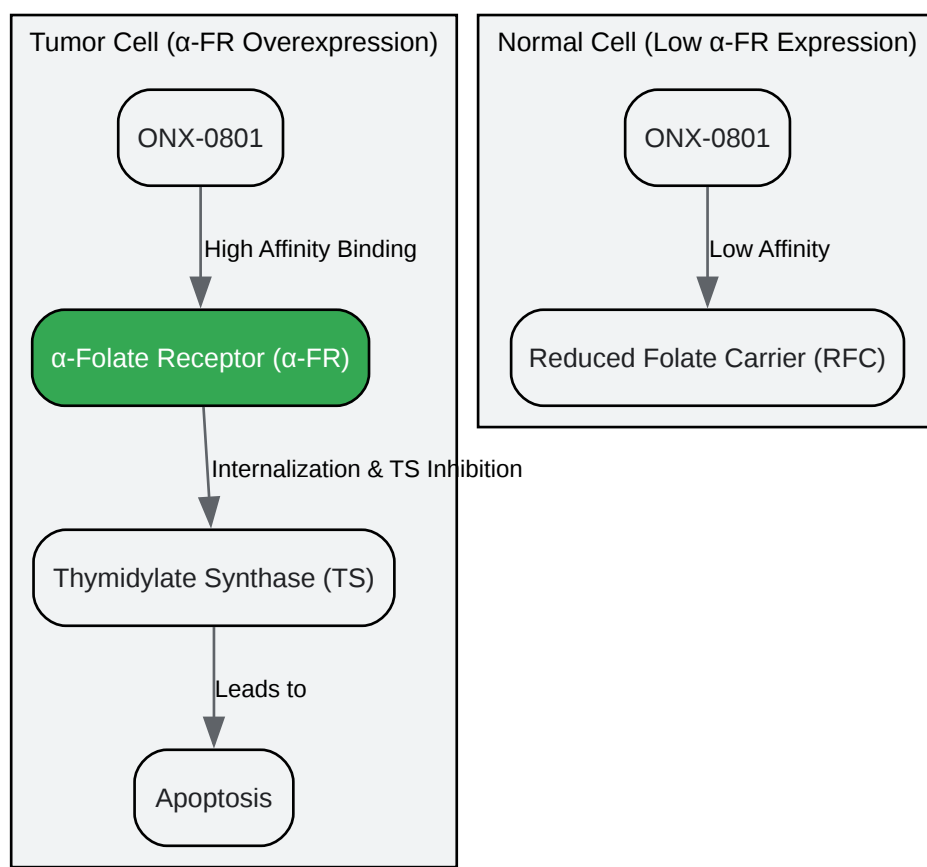 Tumor Cell (α-FR Overexpression)
ONX-0801
High Affinity Binding
α-Folate Receptor (α-FR)
Internalization & TS Inhibition
Thymidylate Synthase (TS)
Leads to
Apoptosis
Normal Cell (Low α-FR Expression)
ONX-0801
Low Affinity
Reduced Folate Carrier (RFC)